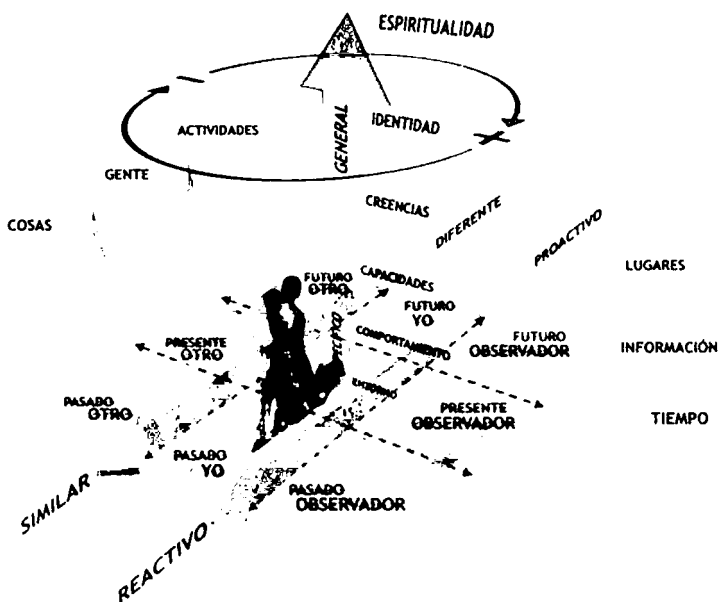 ESPIRITUALIDAD
ACTIVIDADES
GENERAL
IDENTIDAD
GENTE
CREENCIAS
COSAS
DIFERENTE
PROACTIVO
LUGARES
FUTURO
OTRO
CAPACIDADES
FUTURO
YO
PRESENTE
OTRO
COMPORTAMIENTO
FUTURO
OBSERVADOR
INFORMACIÓN
ENTORNO
PASADO
OTRO
PRESENTE
OBSERVADOR
TIEMPO
PASADO
YO
PASADO
OBSERVADOR
SIMILAR
REACTIVO